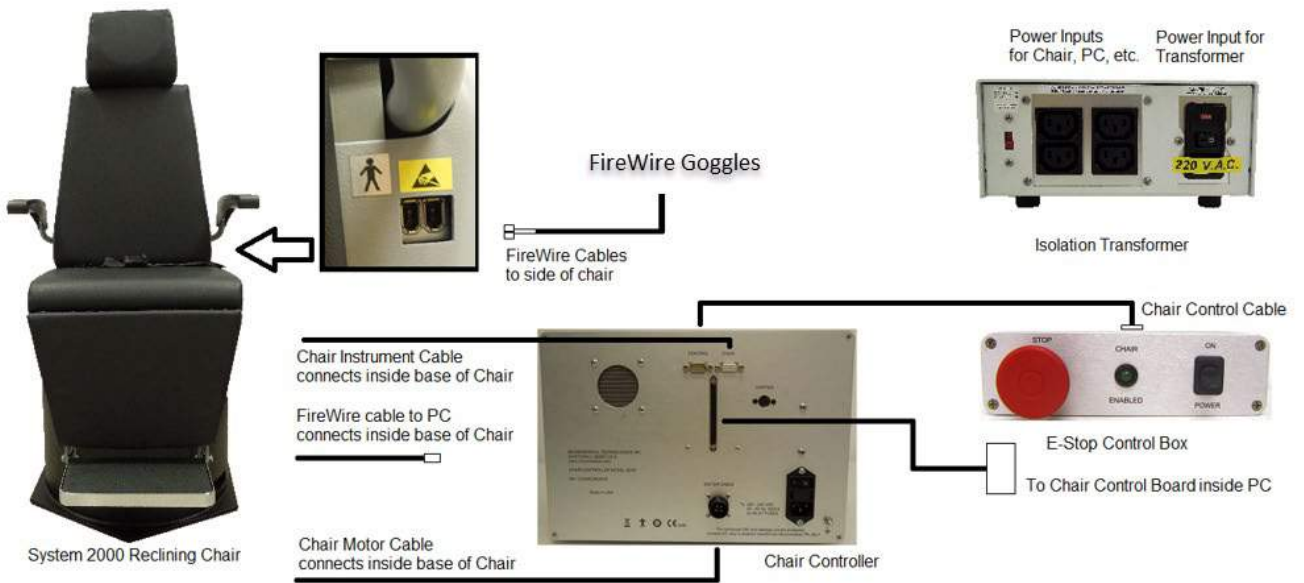 Power Inputs
for Chair, PC, etc.
Power Input for
Transformer
220 V.A.C.
Isolation Transformer
FireWire Goggles
FireWire Cables
to side of chair
Chair Control Cable
STOP
CHAIR
ENABLED
ON
POWER
E-Stop Control Box
To Chair Control Board inside PC
Chair Instrument Cable
connects inside base of Chair
FireWire cable to PC
connects inside base of Chair
Chair Motor Cable
connects inside base of Chair
Chair Controller
System 2000 Reclining Chair